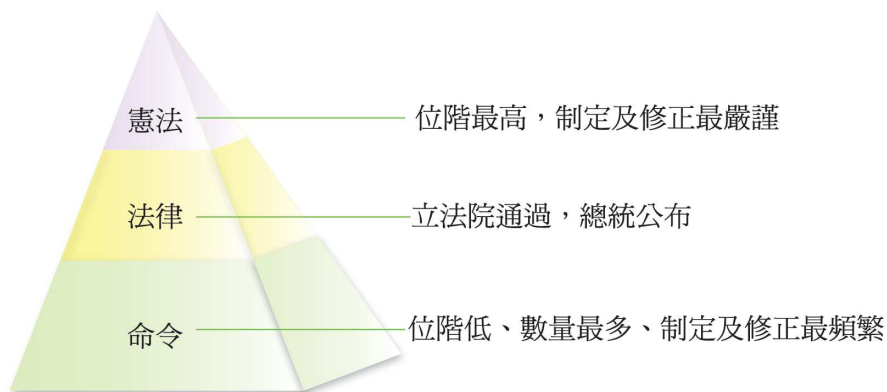 憲法
位階最高，制定及修正最嚴謹
法律
立法院通過，總統公布
命令
位階低、數量最多、制定及修正最頻繁